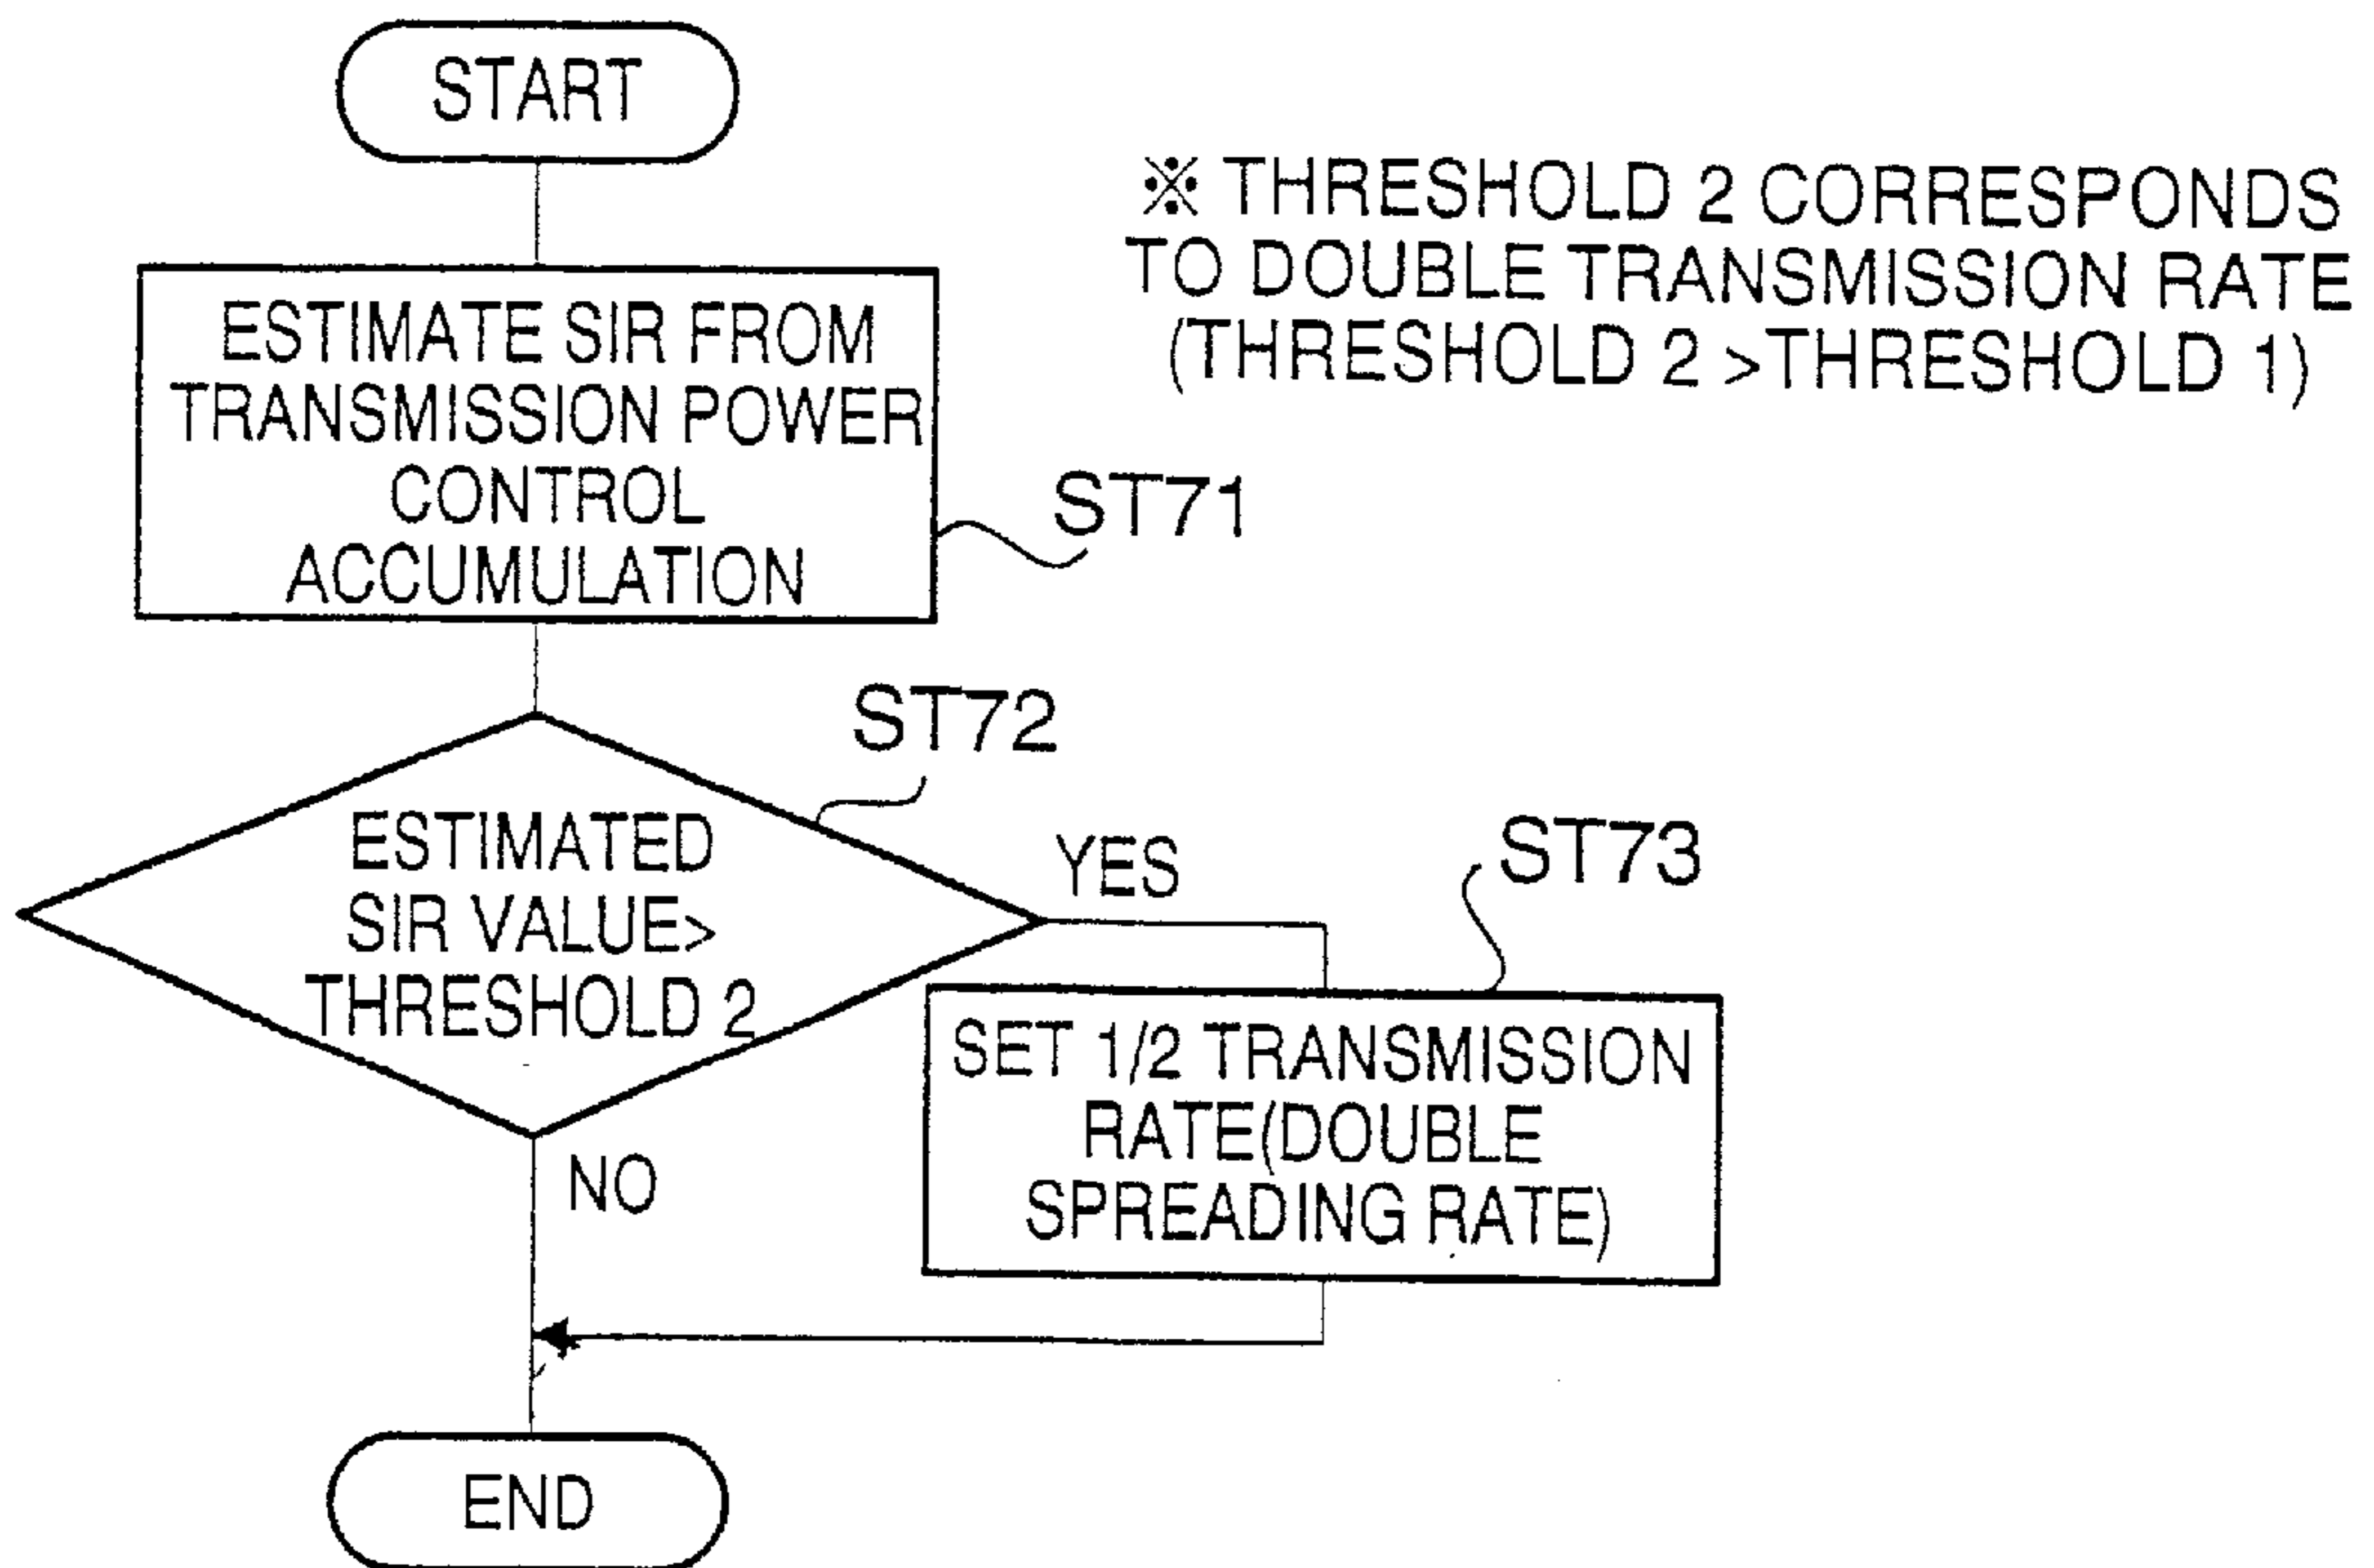 START
※ THRESHOLD 2 CORRESPONDS
TO DOUBLE TRANSMISSION RATE
(THRESHOLD 2 >THRESHOLD 1)
ESTIMATE SIR FROM
TRANSMISSION POWER
CONTROL
ACCUMULATION
ST71
ST72
ESTIMATED
SIR VALUE>
THRESHOLD 2
YES
ST73
SET 1/2 TRANSMISSION
RATE(DOUBLE
SPREADING RATE)
NO
END